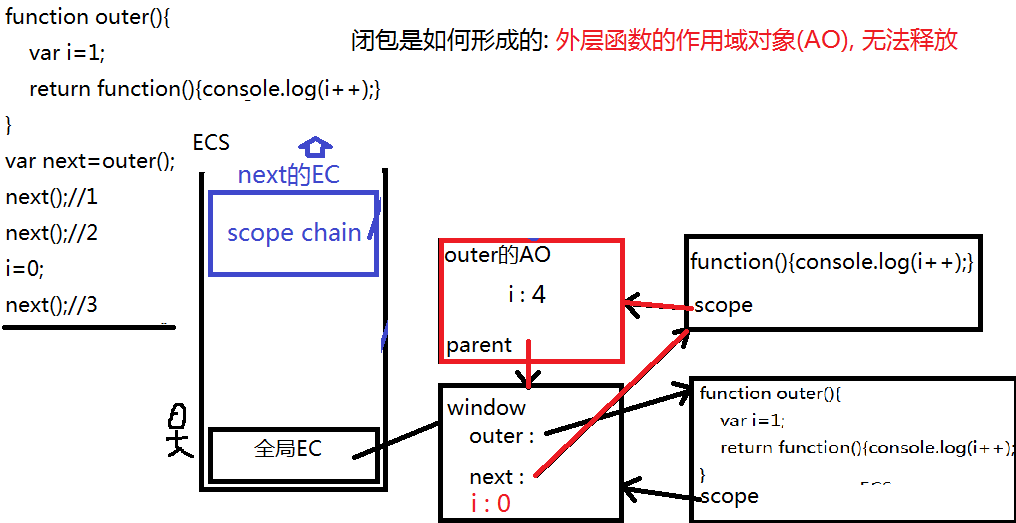 function outer(){
var i=1;
return function(){console.log(i++);}
}
var next=outer();
next();//1
next();//2
i=0;
next();//3
闭包是如何形成的: 外层函数的作用域对象(AO), 无法释放
ECS
next的EC
scope chain
全局EC
outer的AO
i : 4
parent
window
outer :
next :
i : 0
function(){console.log(i++);}
scope
function outer(){
var i=1;
return function(){console.log(i++);
}
scope